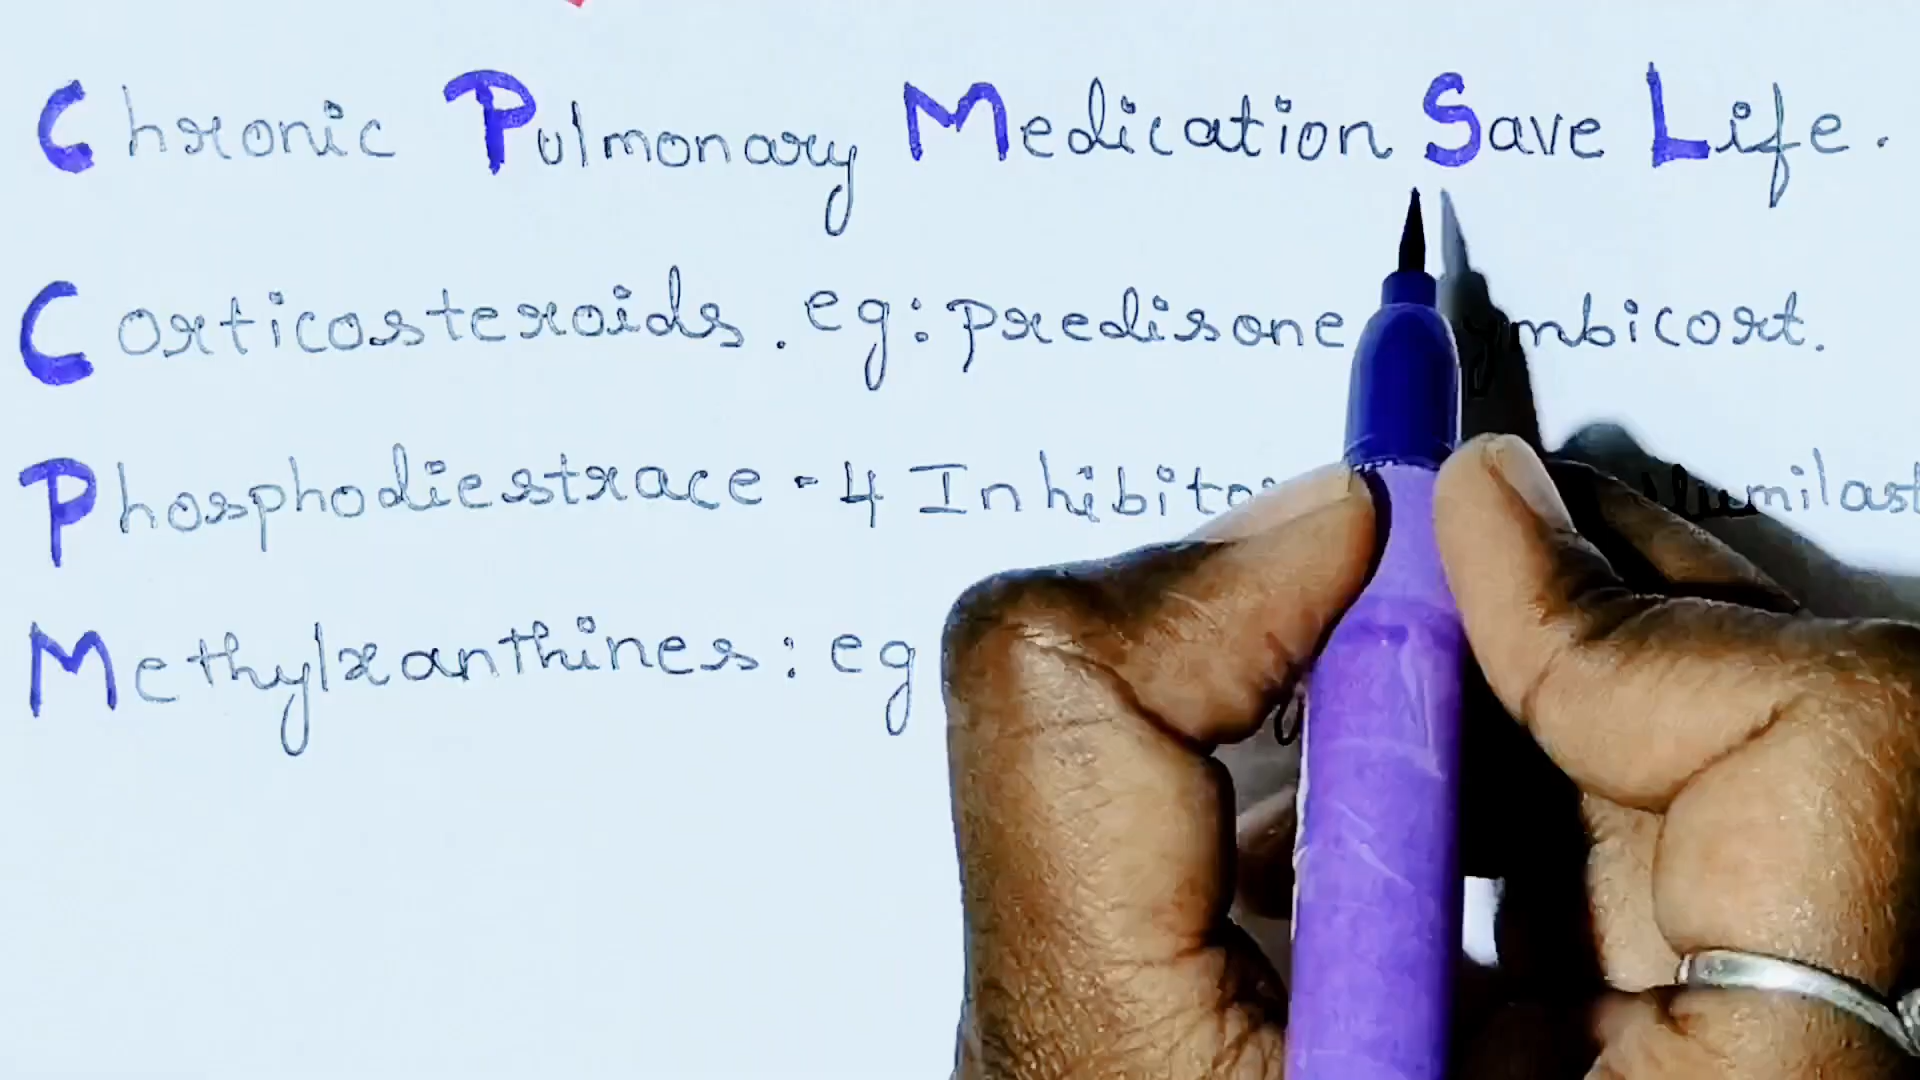 Chronic Pulmonary Medication Save Life.
Corticosteroids. eg: predisone mbicort.
Phosphodiestrace - 4 Inhibito milast
Methylxanthines: eg